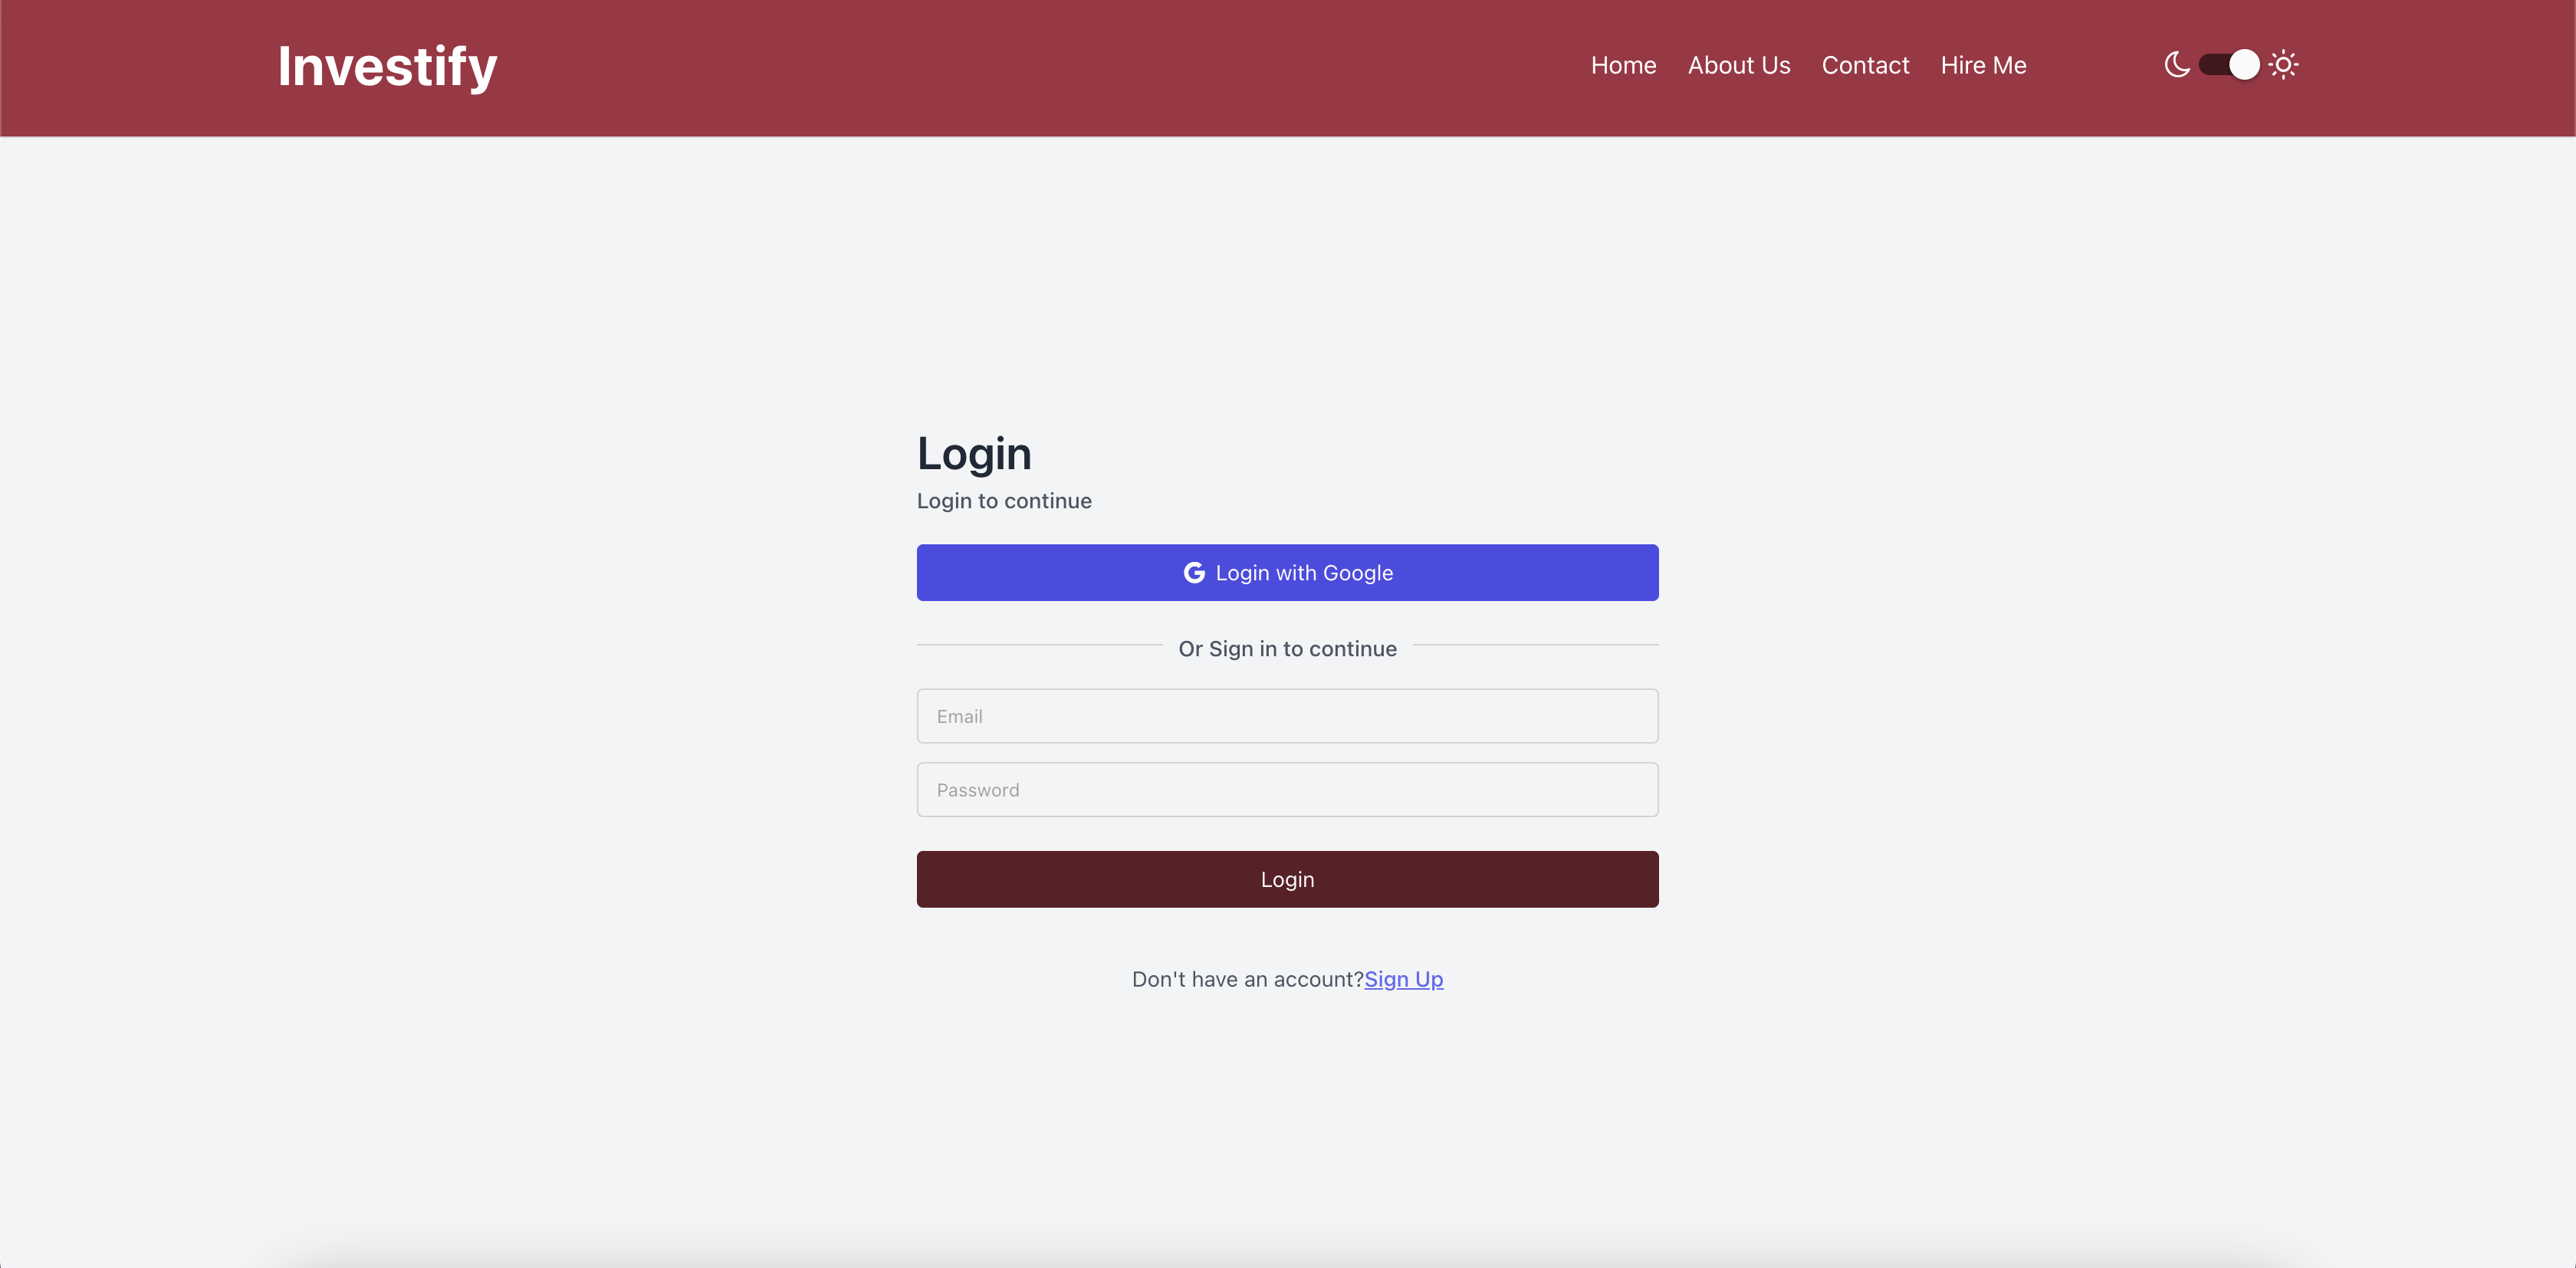 Investify
Home About Us Contact Hire Me
Login
Login to continue
Login with Google
Or Sign in to continue
Email
Password
Login
Don't have an account?Sign Up